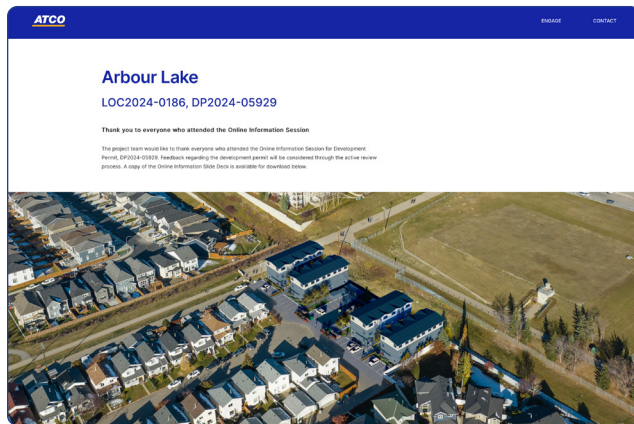 ATCO
ENGAGE
CONTACT
Arbour Lake
LOC2024-0186, DP2024-05929
Thank you to everyone who attended the Online Information Session
The project team would like to thank everyone who attended the Online Information Session for Development
Permit, DP2024-05929. Feedback regarding the development permit will be considered through the active review
process. A copy of the Online Information Slide Deck is available for download below.